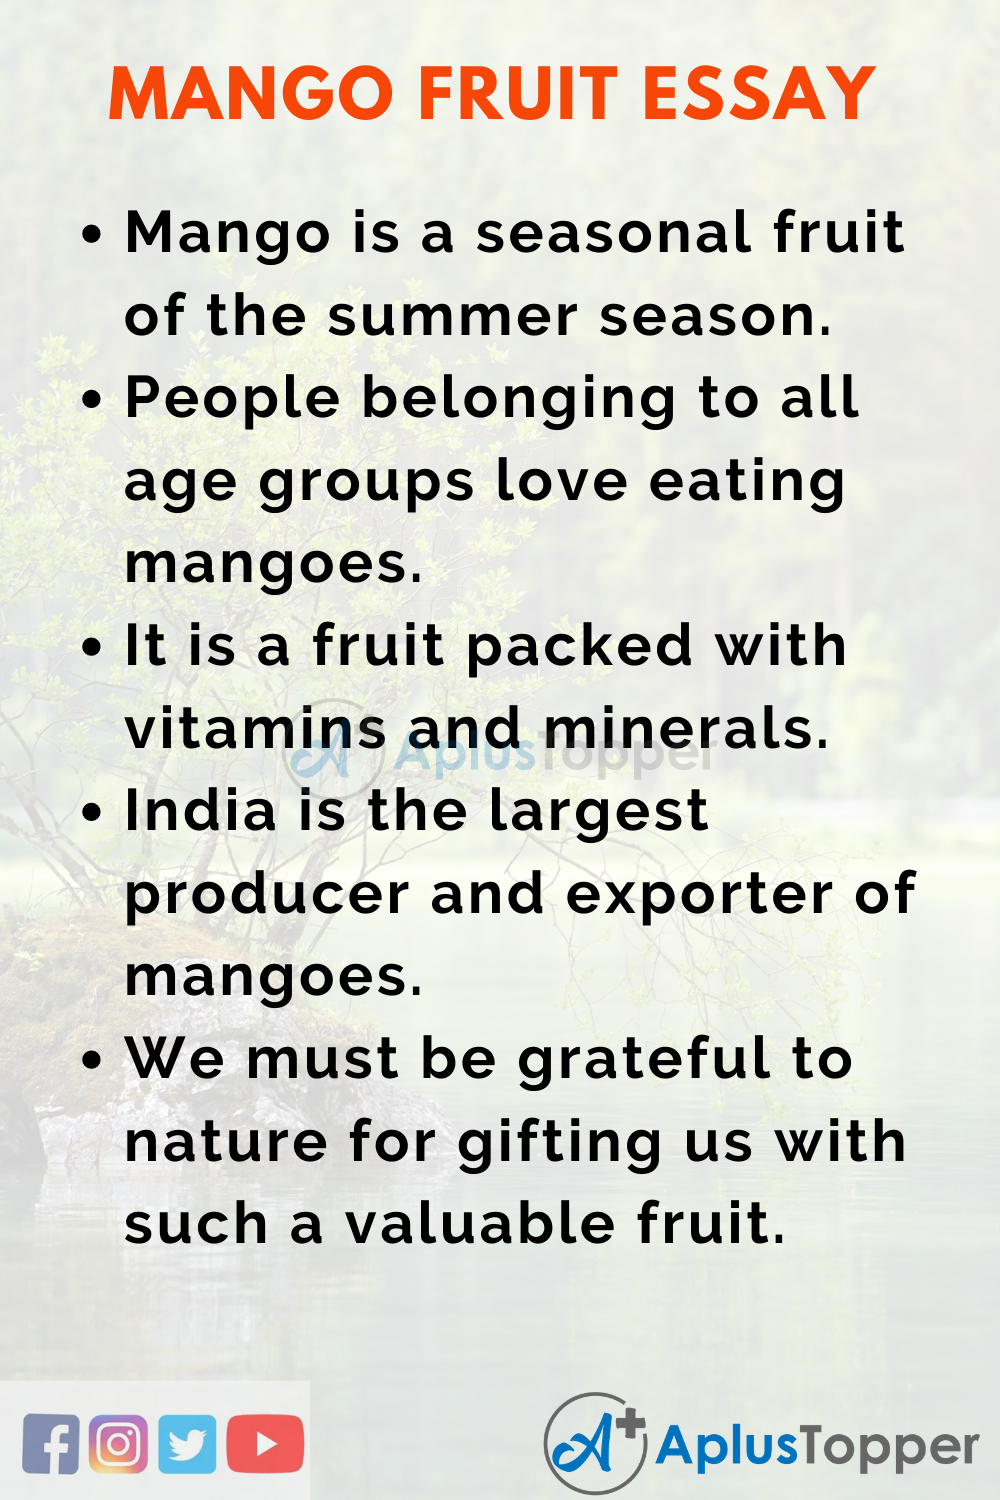 MANGO FRUIT ESSAY
• Mango is a seasonal fruit
of the summer season.
• People belonging to all
age groups love eating
mangoes.
• It is a fruit packed with
vitamins and minerals.
AplusTopper
• India is the largest
producer and exporter of
mangoes.
• We must be grateful to
nature for gifting us with
such a valuable fruit.
AplusTopper